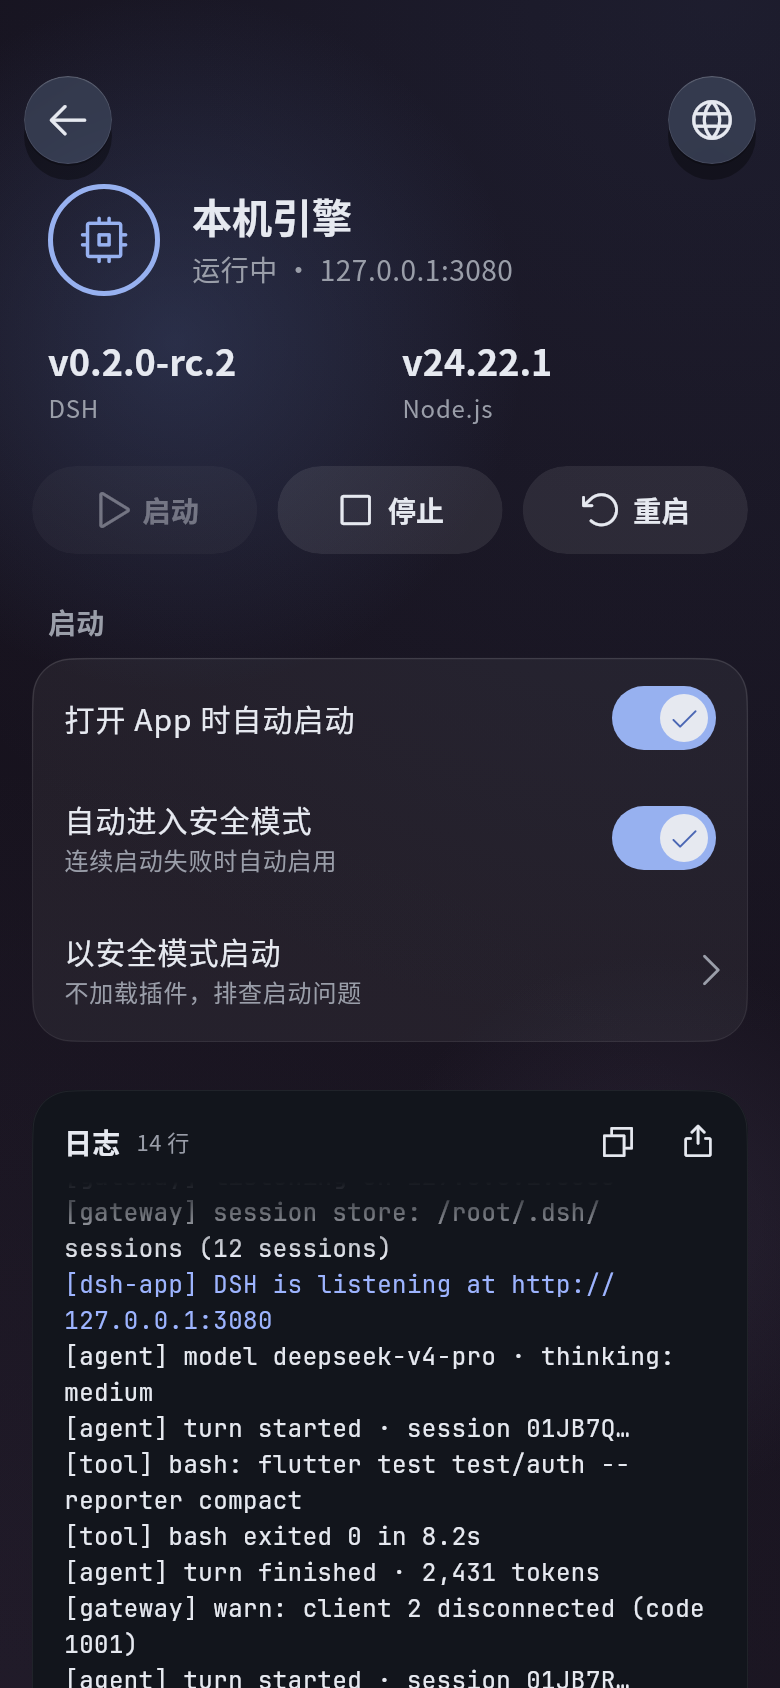 本机引擎
运行中 • 127.0.0.1:3080
v0.2.0-rc.2
v24.22.1
DSH
Node.js
启动
停止
重启
启动
打开 App 时自动启动
自动进入安全模式
连续启动失败时自动启用
以安全模式启动
不加载插件，排查启动问题
日志 14 行
[gateway] session store: /root/.dsh/
sessions (12 sessions)
[dsh-app] DSH is listening at http://
127.0.0.1:3080
[agent] model deepseek-v4-pro · thinking:
medium
[agent] turn started · session 01JB7Q…
[tool] bash: flutter test test/auth --
reporter compact
[tool] bash exited 0 in 8.2s
[agent] turn finished · 2,431 tokens
[gateway] warn: client 2 disconnected (code
1001)
[agent] turn started · session 01JB7R…